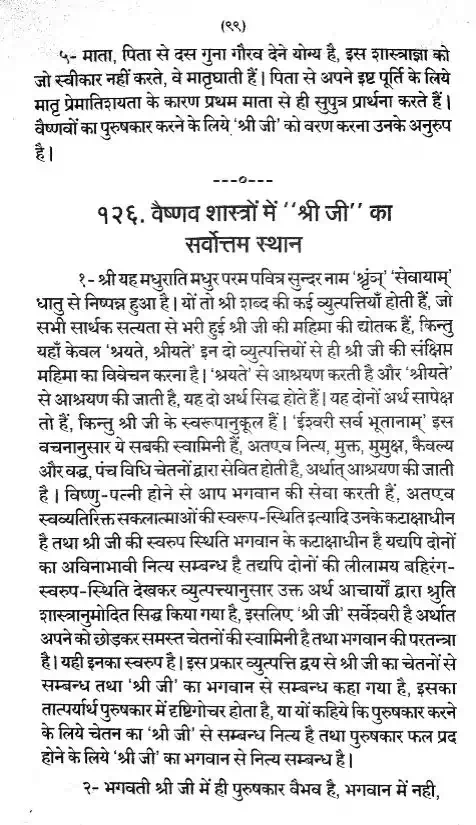 (९९)
५- माता, पिता से दस गुना गौरव देने योग्य है, इस शास्त्राज्ञा को
जो स्वीकार नहीं करते, वे मातृघाती हैं। पिता से अपने इष्ट पूर्ति के लिये
मातृ प्रेमातिशयता के कारण प्रथम माता से ही सुपुत्र प्रार्थना करते हैं।
वैष्णवों का पुरुषकार करने के लिये 'श्री जी' को वरण करना उनके अनुरुप
है।
---०---
१२६. वैष्णव शास्त्रों में "श्री जी" का
सर्वोत्तम स्थान
१- श्री यह मधुराति मधुर परम पवित्र सुन्दर नाम 'श्रृंञ्' 'सेवायाम्'
धातु से निष्पन्न हुआ है। यों तो श्री शब्द की कई व्युत्पत्तियाँ होती हैं, जो
सभी सार्थक सत्यता से भरी हुई श्री जी की महिमा की द्योतक हैं, किन्तु
यहाँ केवल 'श्रयते, श्रीयते' इन दो व्युत्पत्तियों से ही श्री जी की संक्षिप्त
महिमा का विवेचन करना है। 'श्रयते' से आश्रयण करती है और 'श्रीयते'
से आश्रयण की जाती है, यह दो अर्थ सिद्ध होते हैं। यह दोनों अर्थ सापेक्ष
तो हैं, किन्तु श्री जी के स्वरूपानुकूल हैं। 'ईश्वरी सर्व भूतानाम्' इस
वचनानुसार ये सबकी स्वामिनी हैं, अतएव नित्य, मुक्त, मुमुक्ष, कैवल्य
और बद्ध, पंच विधि चेतनों द्वारा सेवित होती है, अर्थात् आश्रयण की जाती
है। विष्णु-पत्नी होने से आप भगवान की सेवा करती हैं, अतएव
स्वव्यतिरिक्त सकलात्माओं की स्वरूप-स्थिति इत्यादि उनके कटाक्षाधीन
है तथा श्री जी की स्वरुप स्थिति भगवान के कटाक्षाधीन है यद्यपि दोनों
का अविनाभावी नित्य सम्बन्ध है तद्यपि दोनों की लीलामय बहिरंग-
स्वरुप-स्थिति देखकर व्युत्पत्त्यानुसार उक्त अर्थ आचार्यो द्वारा श्रुति
शास्त्रानुमोदित सिद्ध किया गया है, इसलिए 'श्री जी' सर्वेश्वरी है अर्थात
अपने को छोड़कर समस्त चेतनों की स्वामिनी है तथा भगवान की परतन्त्रा
है। यही इनका स्वरुप है। इस प्रकार व्युत्पत्ति द्वय से श्री जी का चेतनों से
सम्बन्ध तथा 'श्री जी' का भगवान से सम्बन्ध कहा गया है, इसका
तात्पर्यार्थ पुरुषकार में दृष्टिगोचर होता है, या यों कहिये कि पुरुषकार करने
के लिये चेतन का 'श्री जी' से सम्बन्ध नित्य है तथा पुरुषकार फल प्रद
होने के लिए 'श्री जी' का भगवान से नित्य सम्बन्ध है।
२- भगवती श्री जी में ही पुरुषकार वैभव है, भगवान में नही,